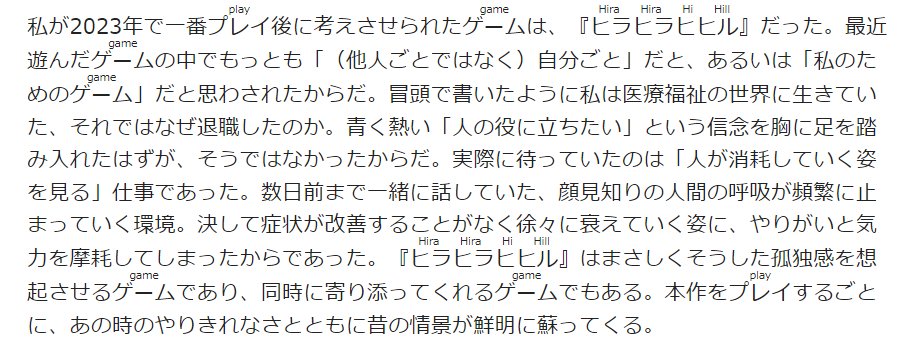 私が2023年で一番プレイ後に考えさせられたゲームは、『ヒラヒラヒヒル』だった。最近
遊んだゲームの中でもっとも「（他人ごとではなく）自分ごと」だと、あるいは「私のた
めのゲーム」だと思わされたからだ。冒頭で書いたように私は医療福祉の世界に生きてい
た、それではなぜ退職したのか。青く熱い「人の役に立ちたい」という信念を胸に足を踏
み入れたはずが、そうではなかったからだ。実際に待っていたのは「人が消耗していく姿
を見る」仕事であった。数日前まで一緒に話していた、顔見知りの人間の呼吸が頻繁に止
まっていく環境。決して症状が改善することがなく徐々に衰えていく姿に、やりがいと気
力を摩耗してしまったからであった。『ヒラヒラヒヒル』はまさしくそうした孤独感を想
起させるゲームであり、同時に寄り添ってくれるゲームでもある。本作をプレイするごと
に、あの時のやりきれなさとともに昔の情景が鮮明に蘇ってくる。
play
game
Hira Hira Hi Hill
game
game
Hira Hira Hi Hill
game
game
play